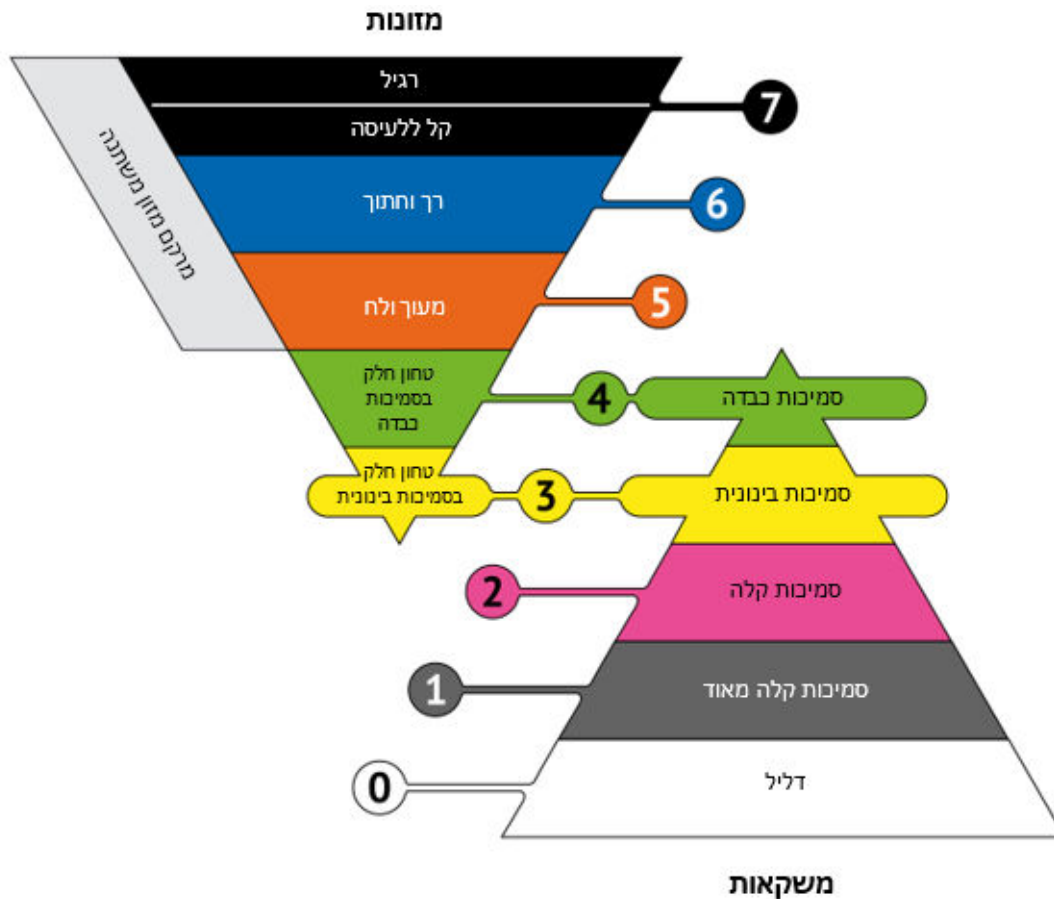 מזונות
רגיל
7
קל ללעיסה
מרקם מזון משתנה
רך וחתוך
6
מעוך ולח
5
טחון חלק
בסמיכות
כבדה
4
סמיכות כבדה
טחון חלק
בסמיכות בינונית
3
סמיכות בינונית
2
סמיכות קלה
1
סמיכות קלה מאוד
0
דליל
משקאות